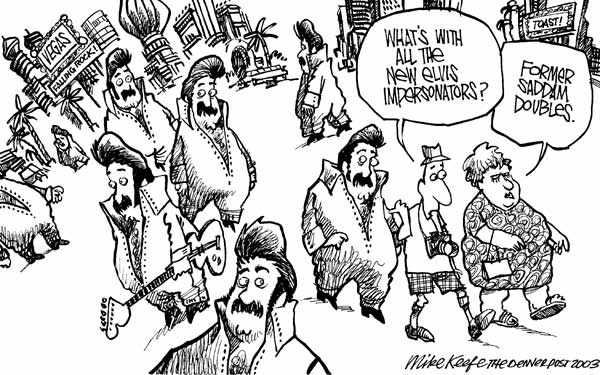 VEGAS
ROLLING ROCK!
TOAST!
WHAT'S WITH
ALL THE
NEW ELVIS
IMPERSONATORS?
FORMER
SADDAM
DOUBLES.
MIKE KEEFE THE DENVER POST 2003